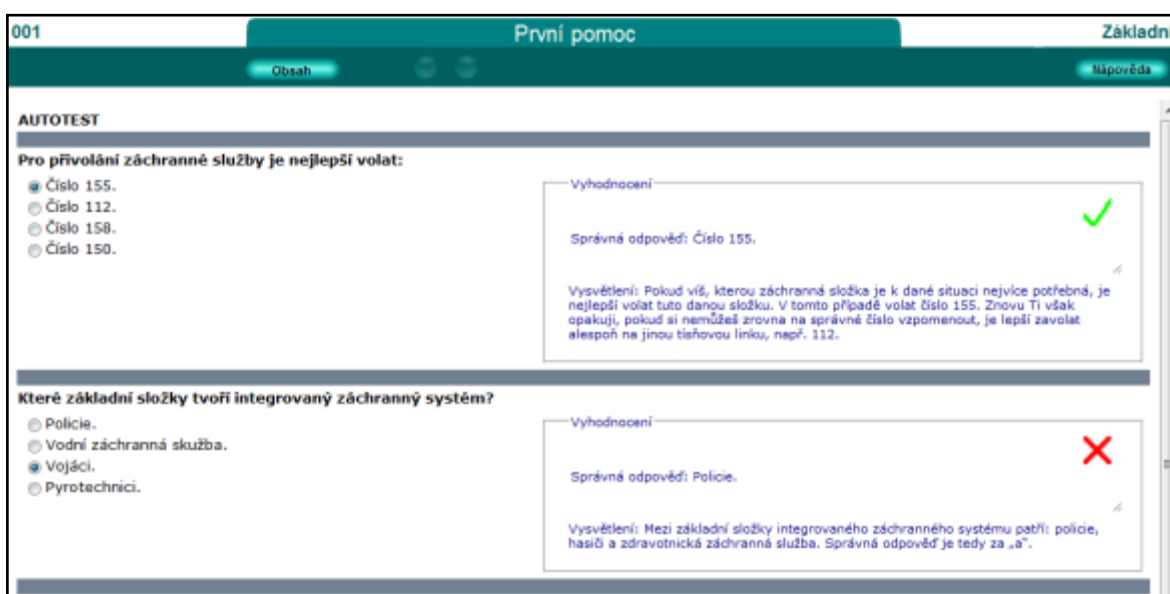 001
První pomoc
Základní
Obsah
Nápověda
AUTOTEST
Pro přivolání záchranné služby je nejlepší volat:
Číslo 155.
Číslo 112.
Číslo 158.
Číslo 150.
Vyhodnocení
Správná odpověď: Číslo 155.
Vysvětlení: Pokud víš, kterou záchranná složka je k dané situaci nejvíce potřebná, je
nejlepší volat tuto danou složku. V tomto případě volat číslo 155. Znovu Ti však
opakuji, pokud si nemůžeš zrovna na správné číslo vzpomenout, je lepší zavolat
alespoň na jinou tísňovou linku, např. 112.
Které základní složky tvoří integrovaný záchranný systém?
Policie.
Vodní záchranná skužba.
Vojáci.
Pyrotechnici.
Vyhodnocení
Správná odpověď: Policie.
Vysvětlení: Mezi základní složky integrovaného záchranného systému patří: policie,
hasiči a zdravotnická záchranná služba. Správná odpověď je tedy za „a".